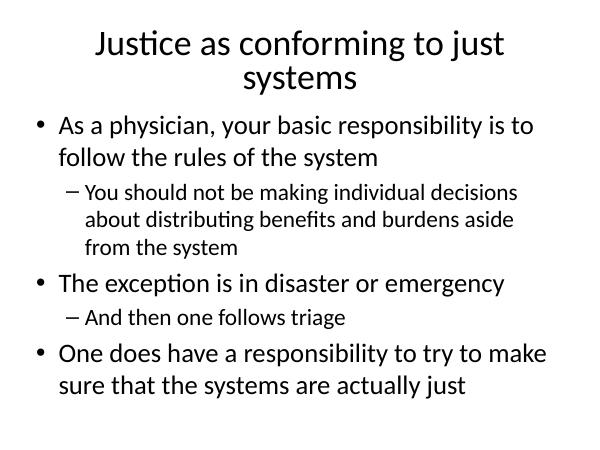 Justice as conforming to just
systems
• As a physician, your basic responsibility is to
follow the rules of the system
– You should not be making individual decisions
about distributing benefits and burdens aside
from the system
• The exception is in disaster or emergency
– And then one follows triage
• One does have a responsibility to try to make
sure that the systems are actually just